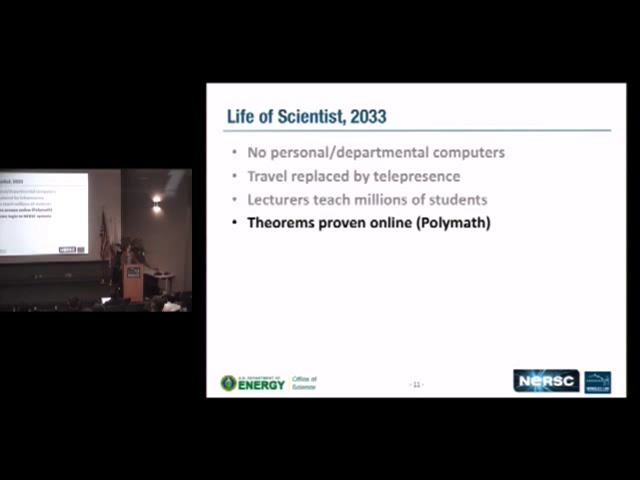 Life of Scientist, 2033
• No personal/departmental computers
• Travel replaced by telepresence
• Lecturers teach millions of students
• Theorems proven online (Polymath)
U.S. DEPARTMENT OF
ENERGY
Office of
Science
- 11 -
NERSC